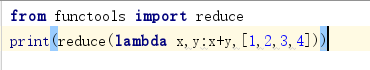 from functools import reduce
print(reduce(lambda x,y:x+y,[1,2,3,4]))